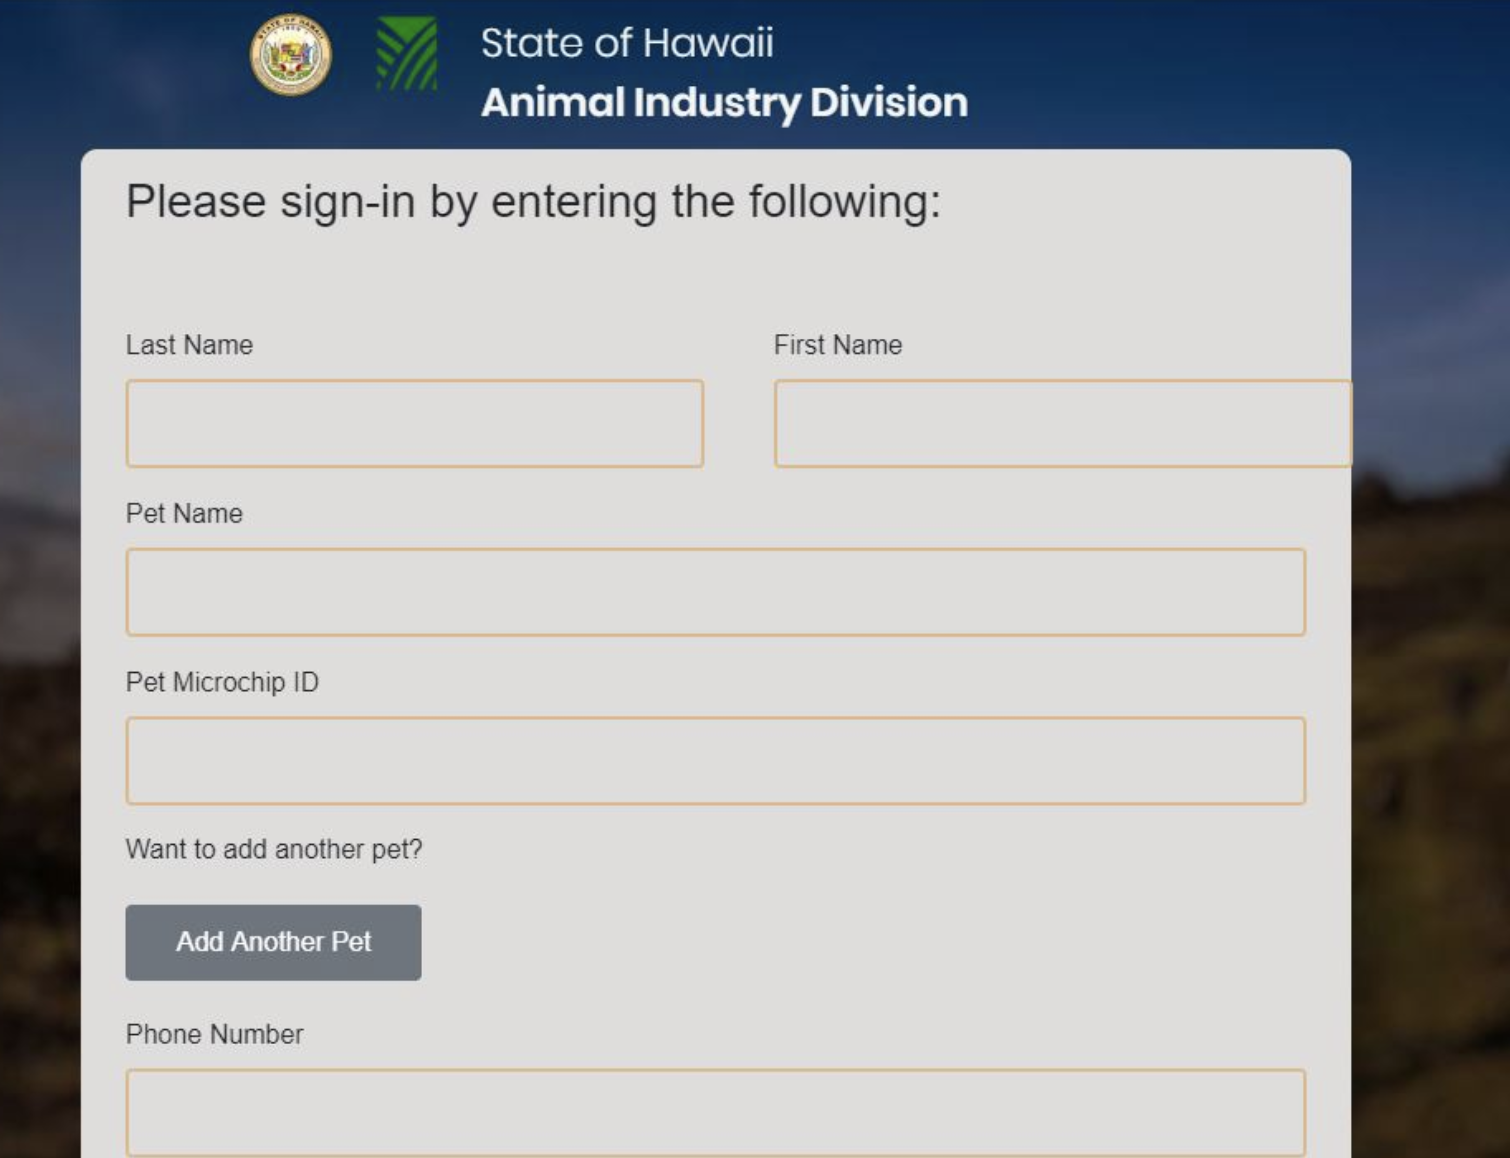 State of Hawaii
Animal Industry Division
Please sign-in by entering the following:
Last Name
First Name
Pet Name
Pet Microchip ID
Want to add another pet?
Add Another Pet
Phone Number